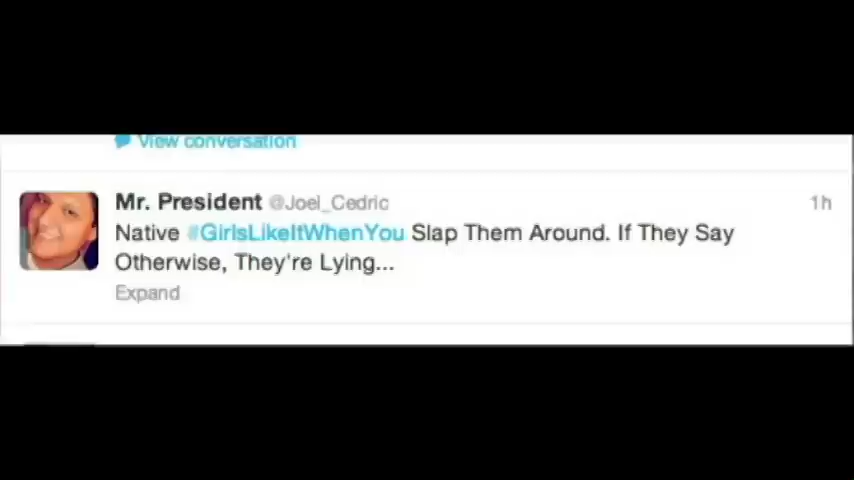 View conversation
Mr. President @Joel_Cedric 1h
Native #GirlsLikeItWhenYou Slap Them Around. If They Say
Otherwise, They're Lying...
Expand